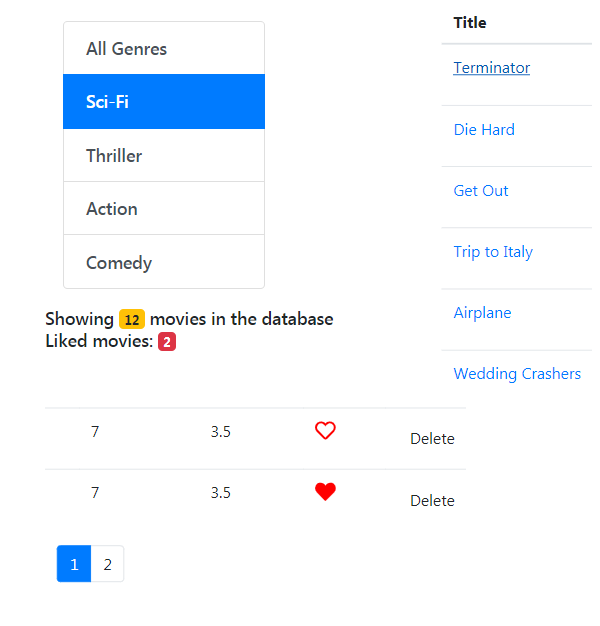 All Genres
Sci-Fi
Thriller
Action
Comedy
Showing 12 movies in the database
Liked movies: 2
Title
Terminator
Die Hard
Get Out
Trip to Italy
Airplane
Wedding Crashers
7 3.5 Delete
7 3.5 Delete
1 2